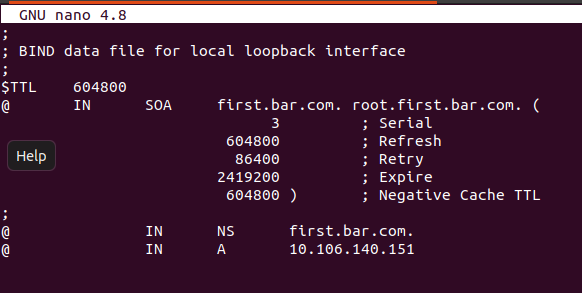 GNU nano 4.8
;
; BIND data file for local loopback interface
;
$TTL    604800
@       IN      SOA     first.bar.com. root.first.bar.com. (
                              3         ; Serial
                         604800         ; Refresh
                          86400         ; Retry
                        2419200         ; Expire
                         604800 )       ; Negative Cache TTL
;
@               IN      NS      first.bar.com.
@               IN      A       10.106.140.151
Help